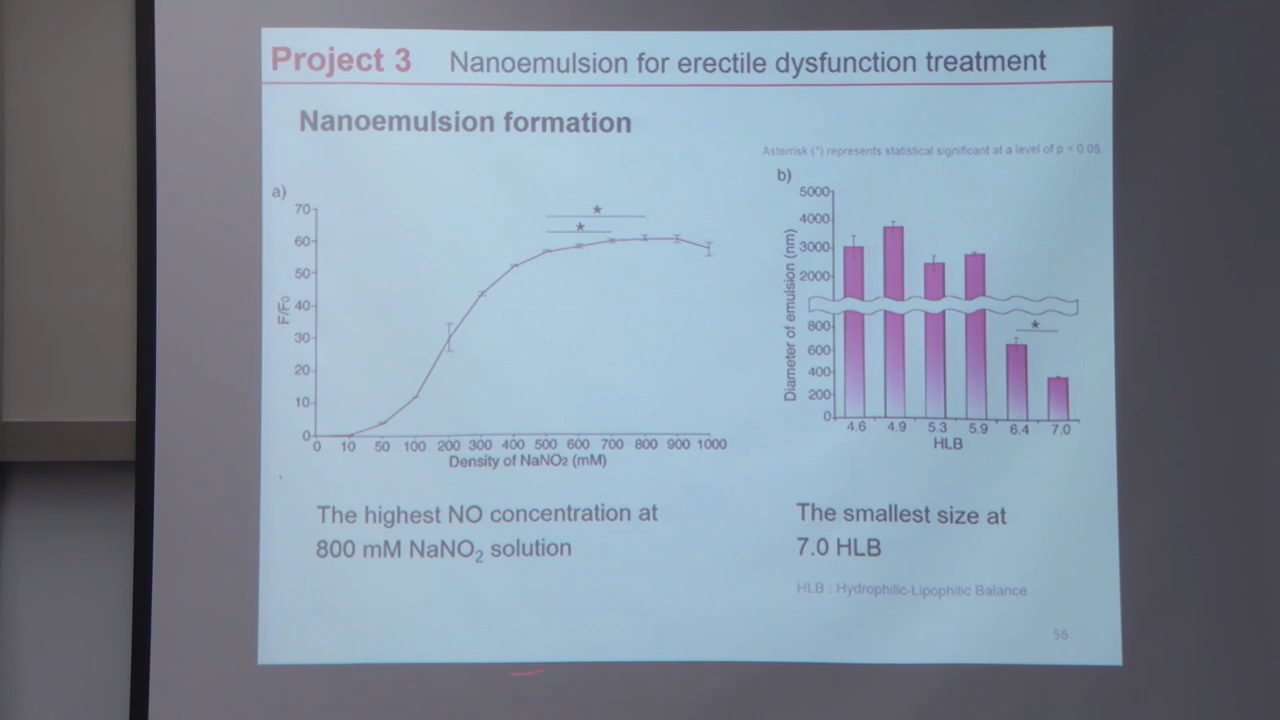 Project 3 Nanoemulsion for erectile dysfunction treatment
Nanoemulsion formation
Asterisk (*) represents statistical significant at a level of p < 0.05.
a)
70
60
50
40
30
20
10
0
F/F0
* 
*
0 10 50 100 200 300 400 500 600 700 800 900 1000
Density of NaNO2 (mM)
b)
5000
4000
3000
2000
800
600
400
200
0
Diameter of emulsion (nm)
*
4.6 4.9 5.3 5.9 6.4 7.0
HLB
The highest NO concentration at
800 mM NaNO2 solution
The smallest size at
7.0 HLB
HLB : Hydrophilic-Lipophilic Balance
56